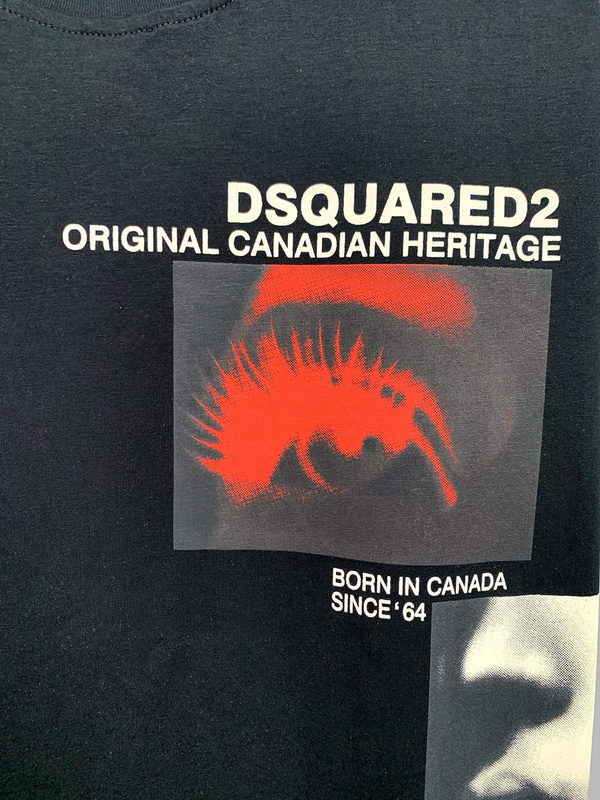 DSQUARED2
ORIGINAL CANADIAN HERITAGE
BORN IN CANADA
SINCE ‘64